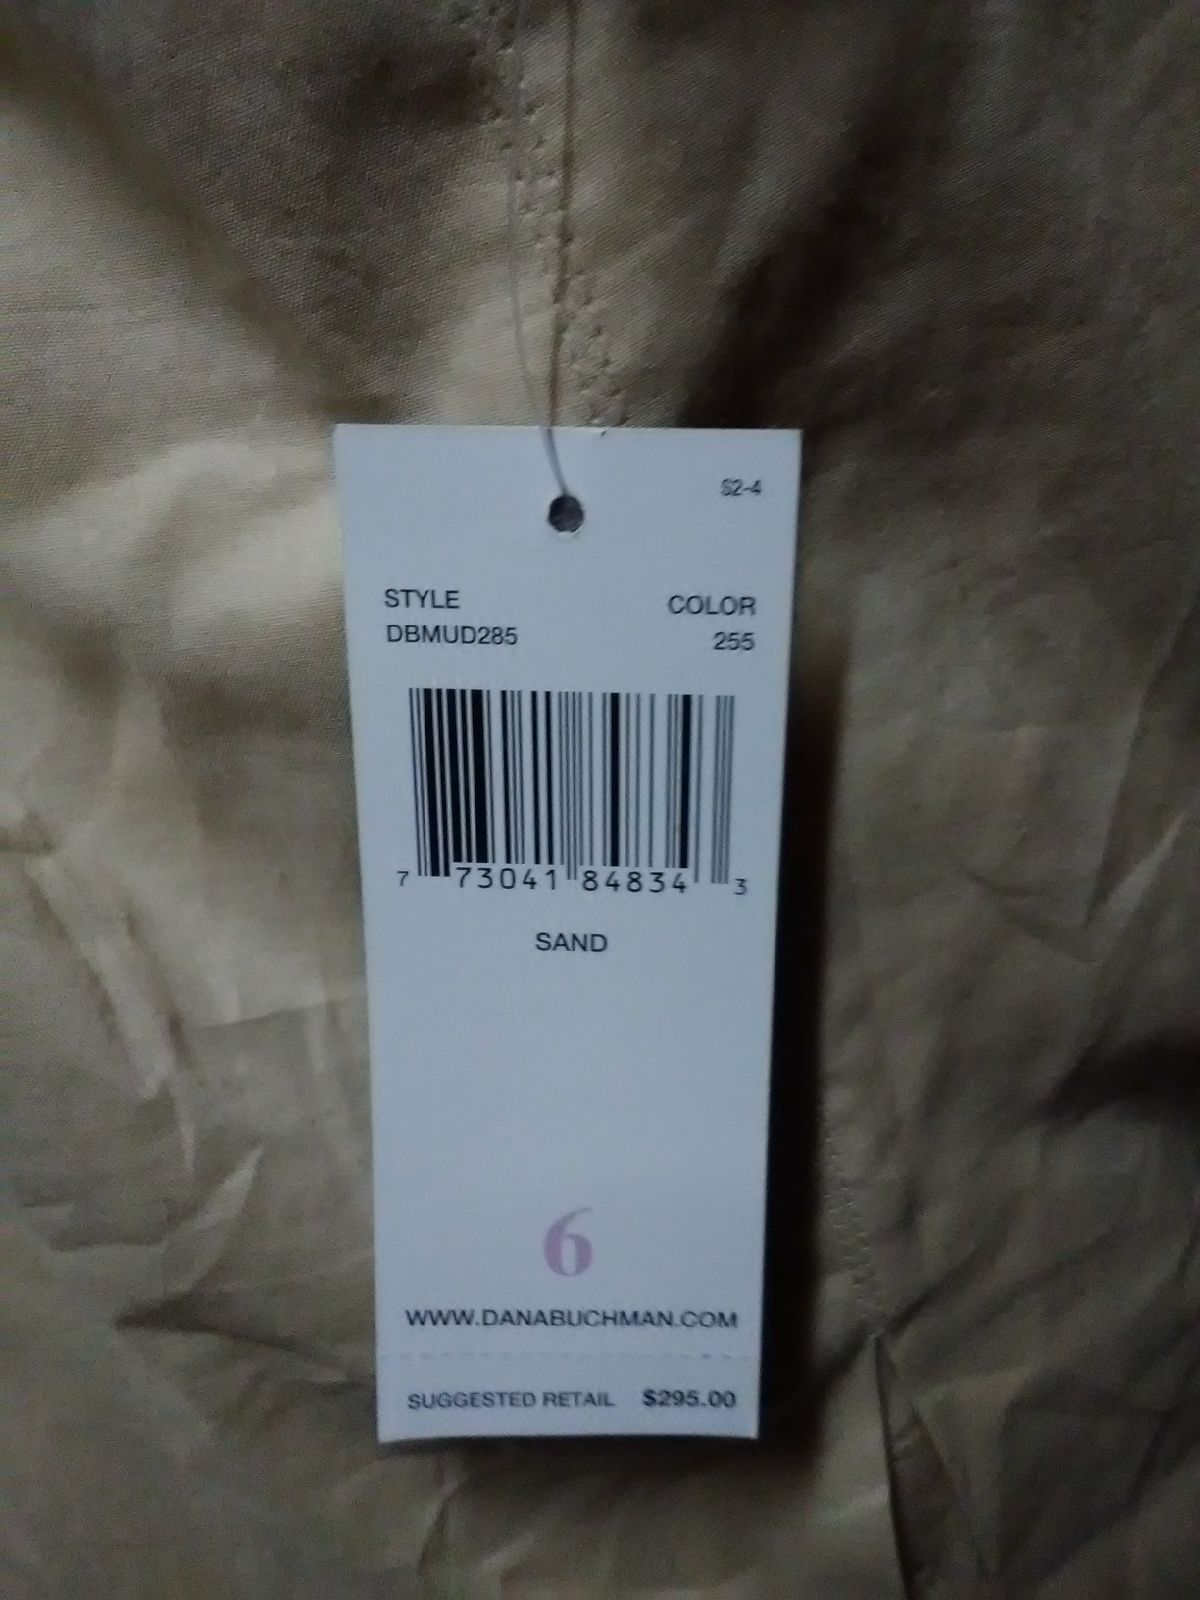 S2-4
STYLE COLOR
DBMUD285 255
7 73041 84834 3
SAND
6
WWW.DANABUCHMAN.COM
SUGGESTED RETAIL $295.00